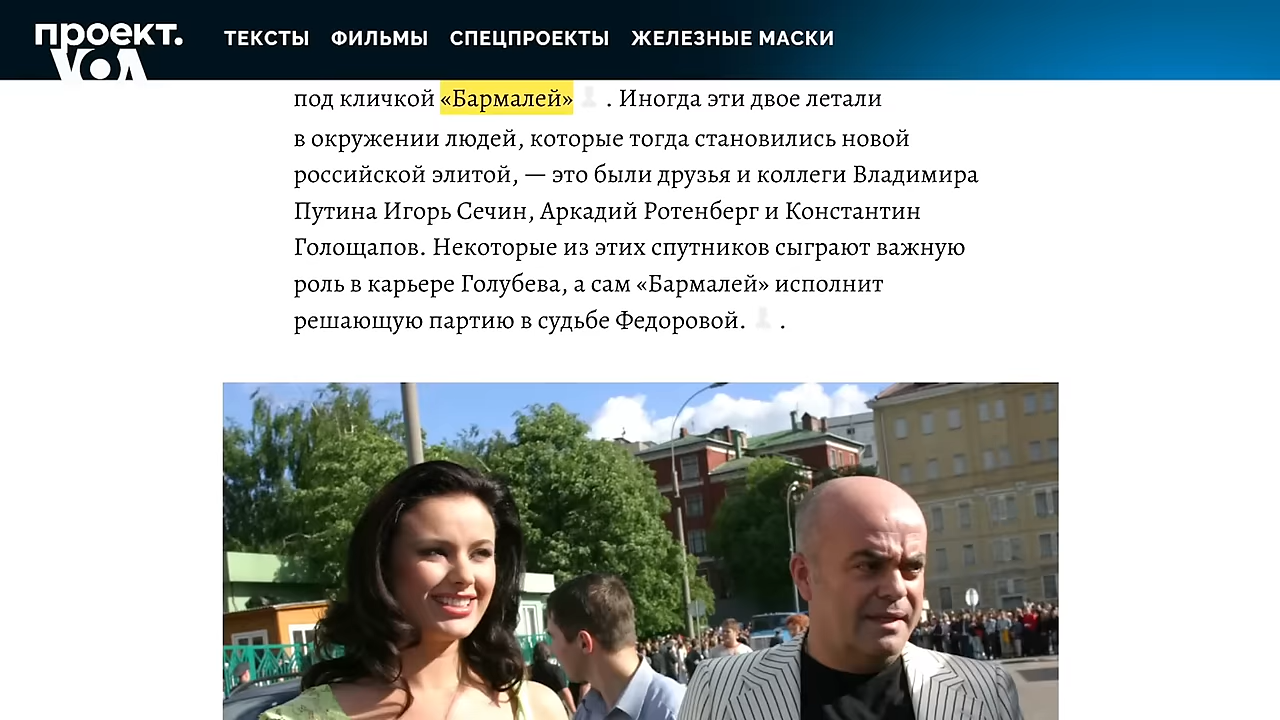 проект. ТЕКСТЫ ФИЛЬМЫ СПЕЦПРОЕКТЫ ЖЕЛЕЗНЫЕ МАСКИ
VOA
под кличкой «Бармалей» . Иногда эти двое летали
в окружении людей, которые тогда становились новой
российской элитой, — это были друзья и коллеги Владимира
Путина Игорь Сечин, Аркадий Ротенберг и Константин
Голощапов. Некоторые из этих спутников сыграют важную
роль в карьере Голубева, а сам «Бармалей» исполнит
решающую партию в судьбе Федоровой. .